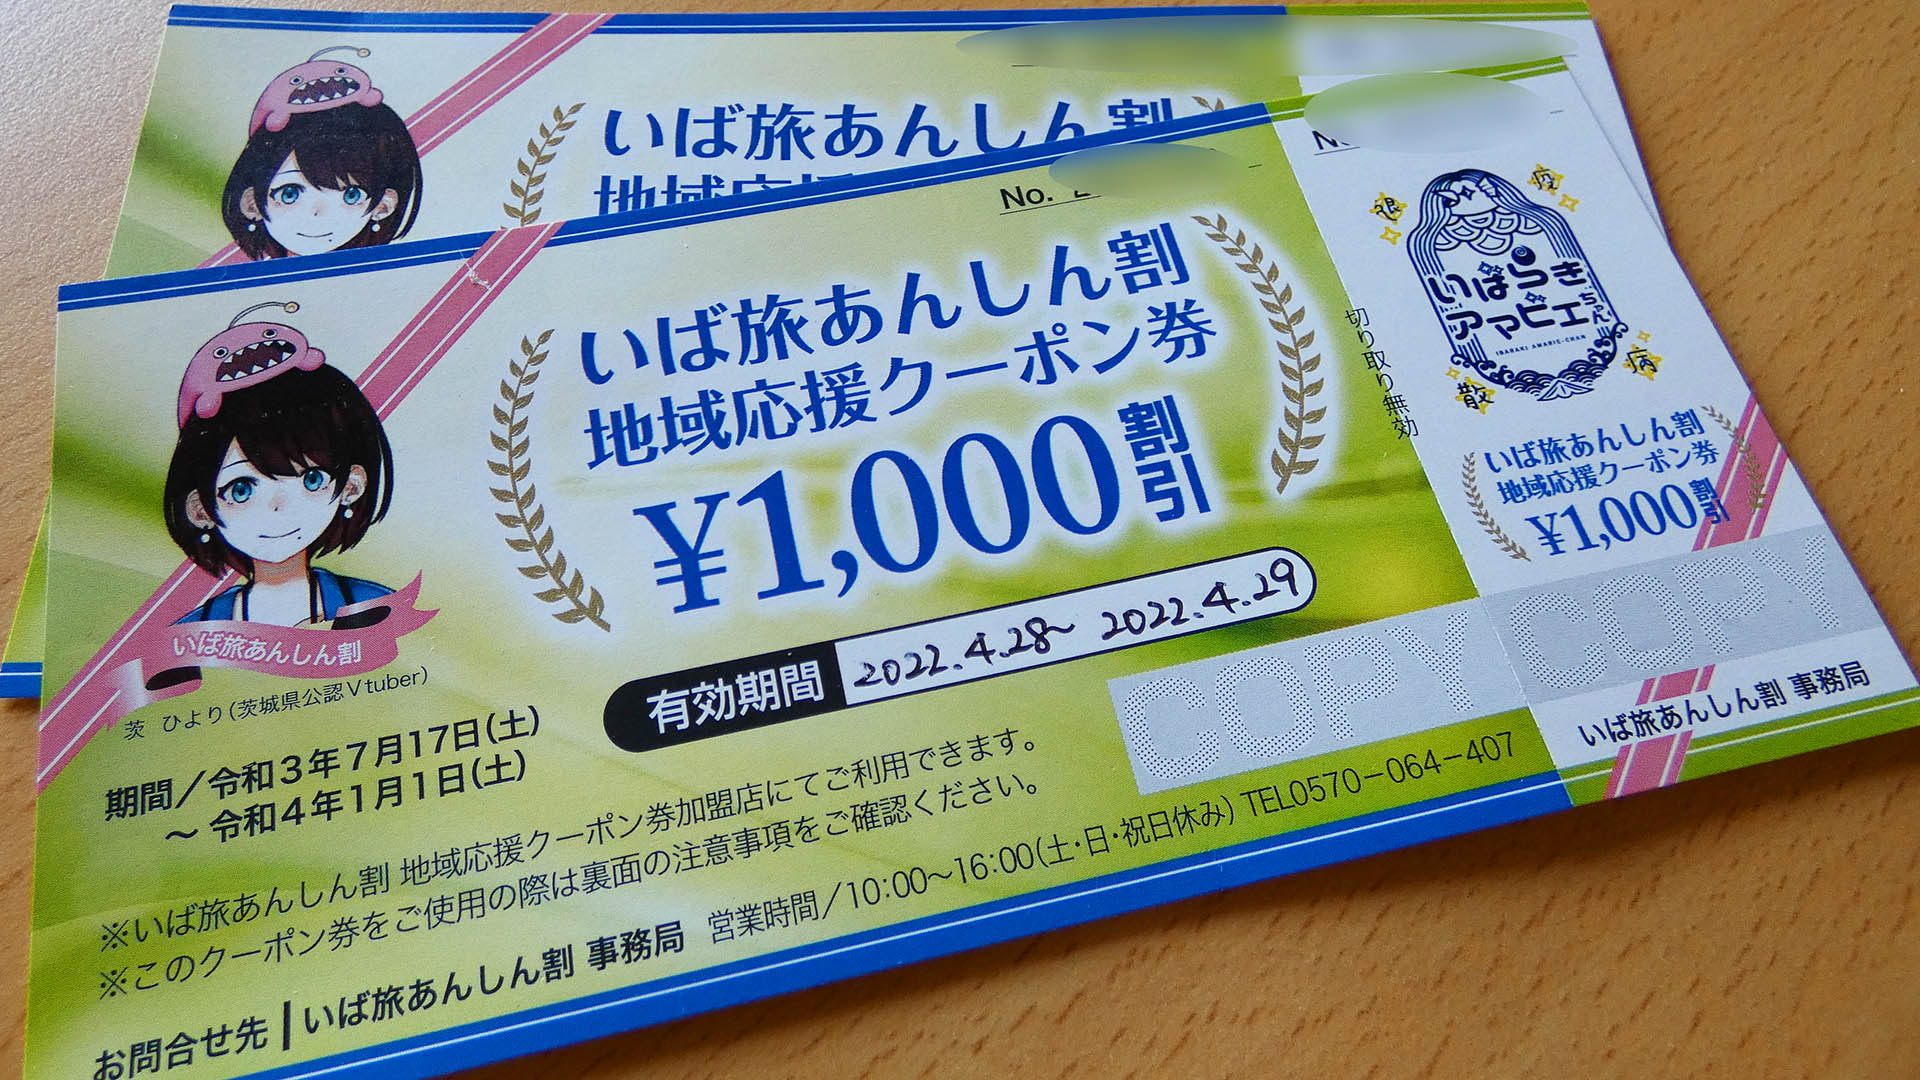 いば旅あんしん割
No.
No.
いば旅あんしん割
地域応援クーポン券
¥1,000割引
有効期間 2022.4.28~ 2022.4.29
いば旅あんしん割
茨 ひより(茨城県公認Vtuber)
期間/令和3年7月17日(土)
~令和4年1月1日(土)
※いば旅あんしん割 地域応援クーポン券加盟店にてご利用できます。
※このクーポン券をご使用の際は裏面の注意事項をご確認ください。
お問合せ先|いば旅あんしん割 事務局 営業時間/10:00~16:00(土・日・祝日休み) TEL0570-064-407
COPY COPY
切り取り無効
疫
病
退
散
いばらき
アマビエちゃん
IBARAKI AMABIE-CHAN
いば旅あんしん割
地域応援クーポン券
¥1,000割引
いば旅あんしん割 事務局